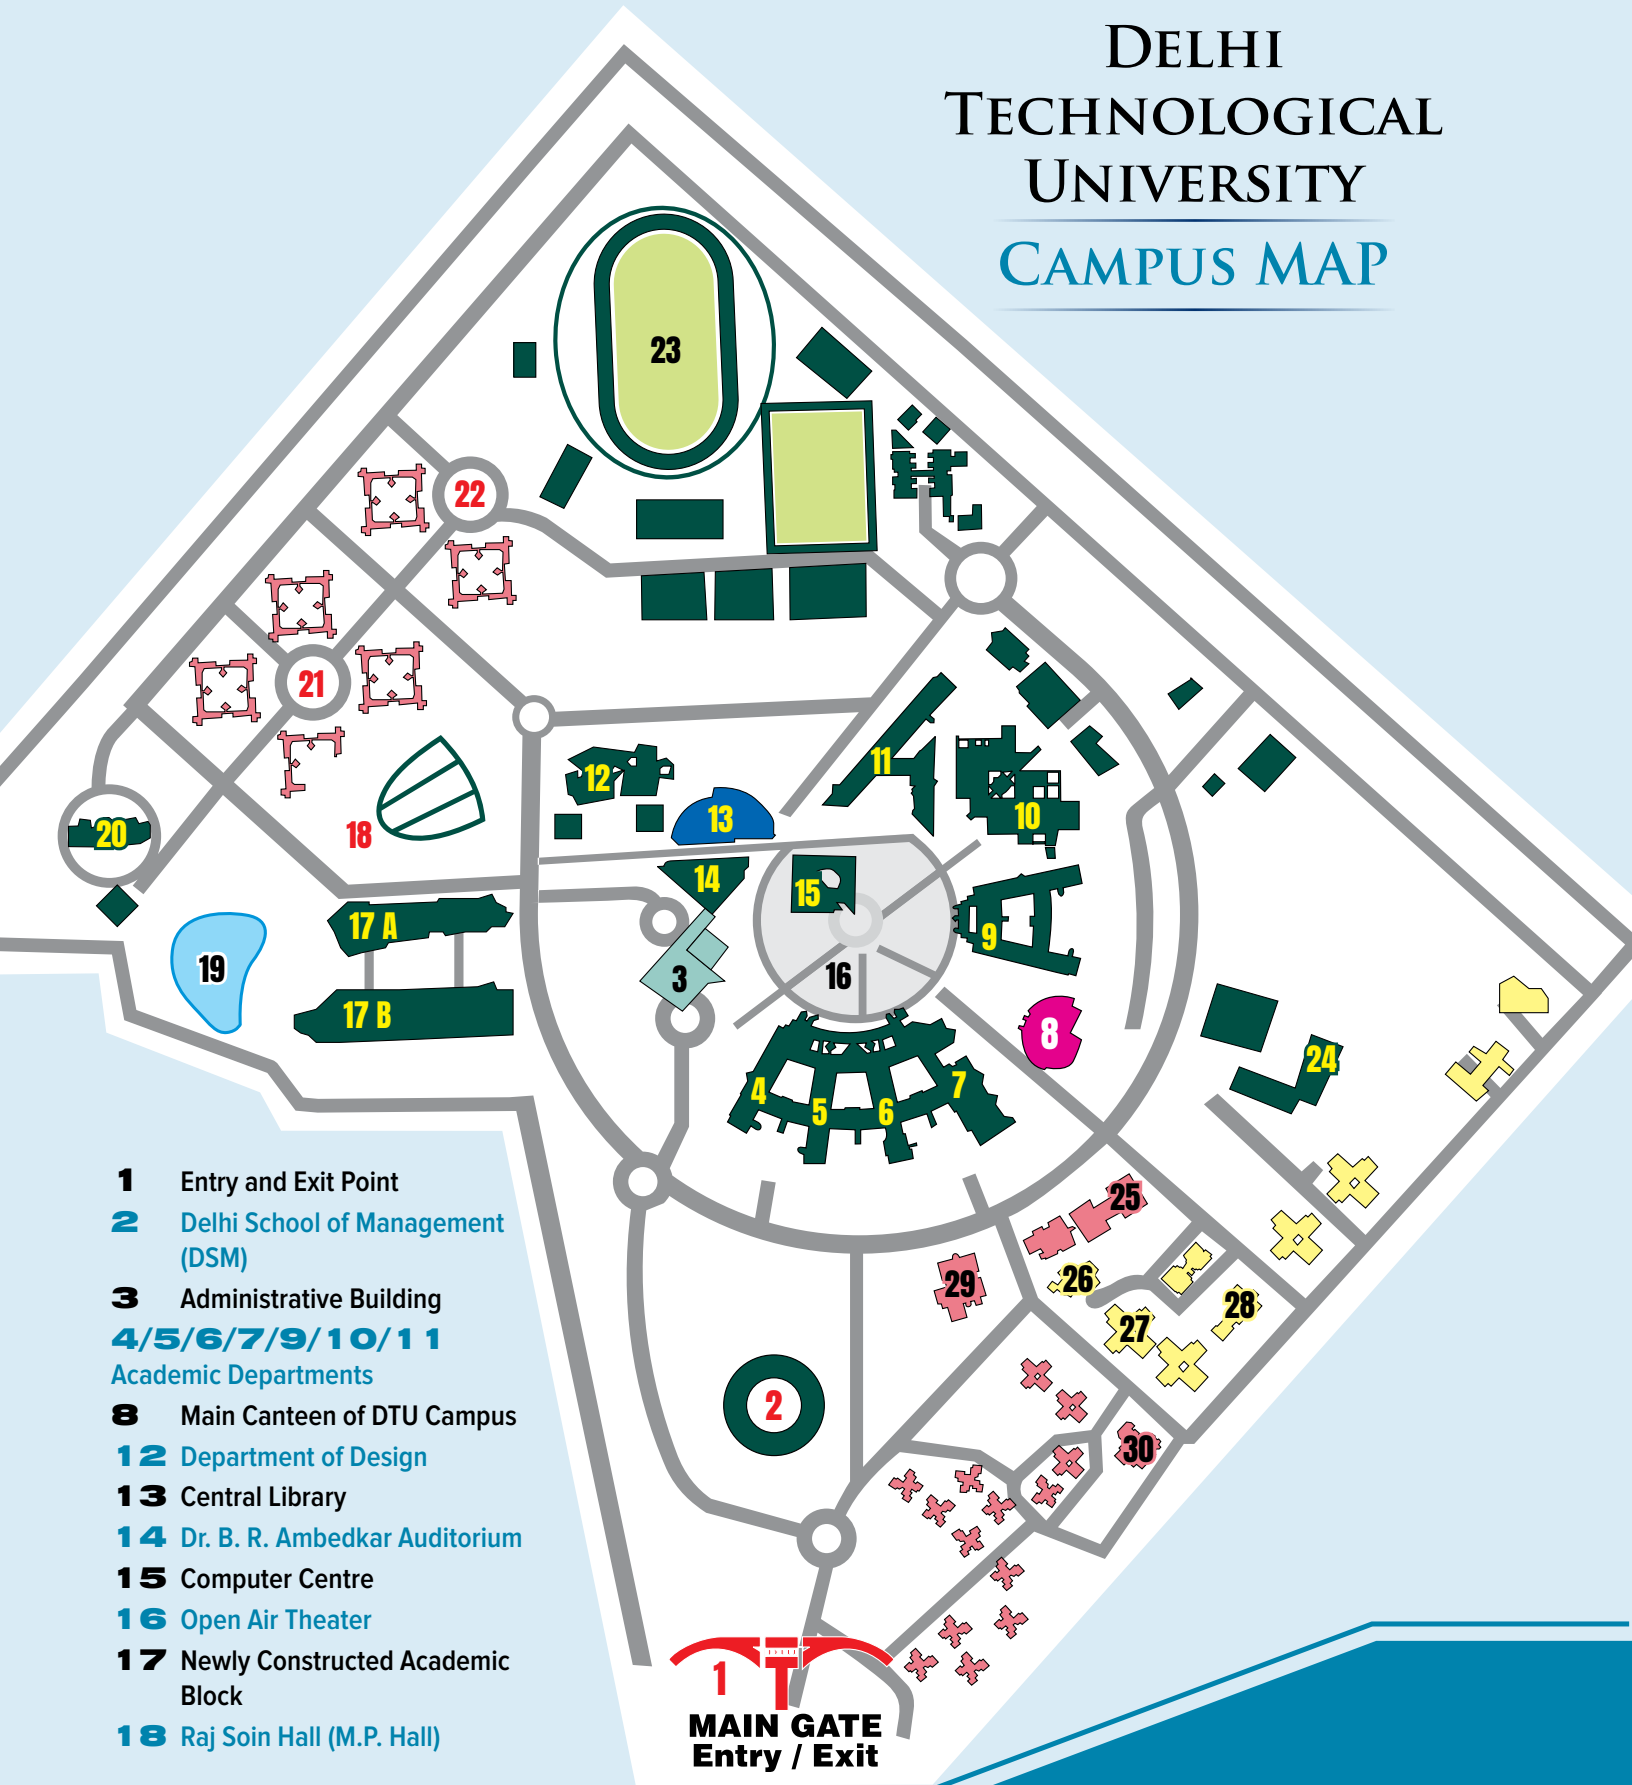 DELHI
TECHNOLOGICAL
UNIVERSITY
CAMPUS MAP
23
22
21
11
12
13
10
20
18
14
15
17 A
9
19
3
16
17 B
8
24
4
7
5
6
25
26
29
28
27
2
30
1
MAIN GATE
Entry / Exit
1 Entry and Exit Point
2 Delhi School of Management
(DSM)
3 Administrative Building
4/5/6/7/9/10/11
Academic Departments
8 Main Canteen of DTU Campus
12 Department of Design
13 Central Library
14 Dr. B. R. Ambedkar Auditorium
15 Computer Centre
16 Open Air Theater
17 Newly Constructed Academic
Block
18 Raj Soin Hall (M.P. Hall)